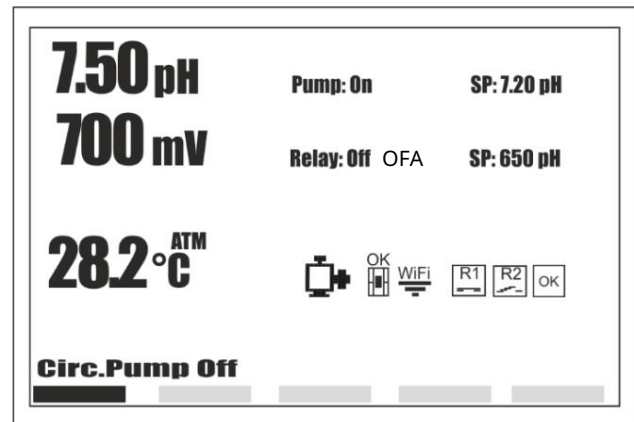 7.50 pH Pump: On SP: 7.20 pH
700 mV Relay: Off OFA SP: 650 pH
28.2 °C ATM
OK WiFi R1 R2 OK
Circ.Pump Off